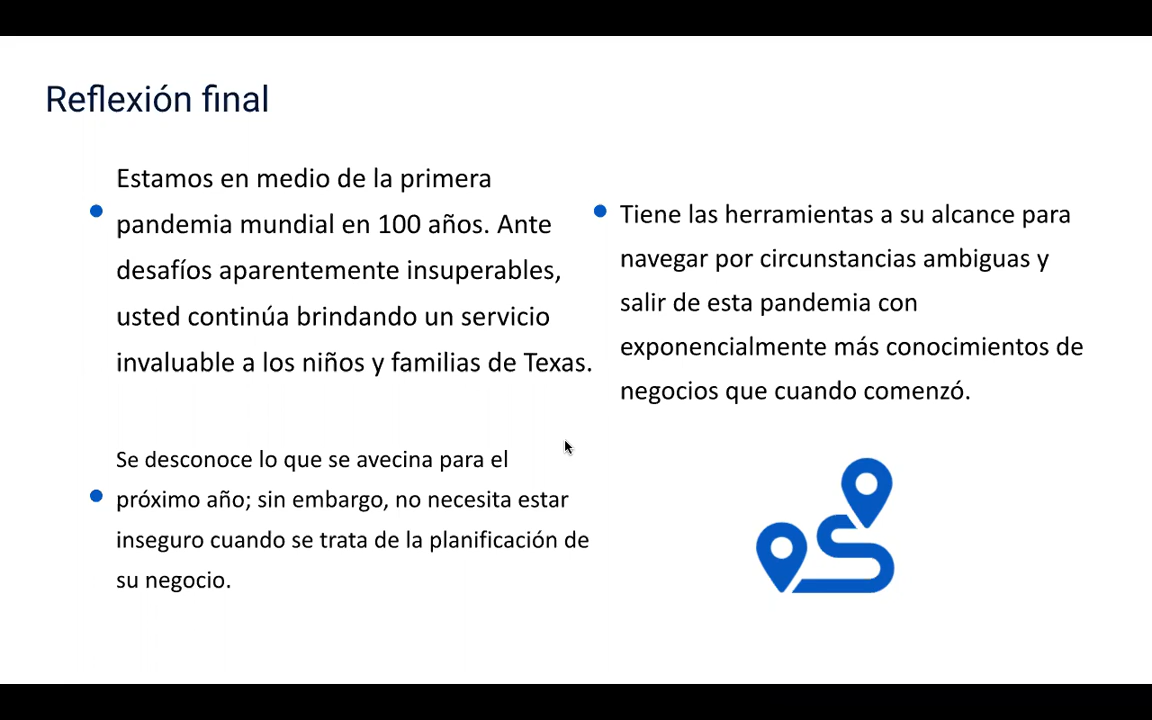 Reflexión final
Estamos en medio de la primera
pandemia mundial en 100 años. Ante
desafíos aparentemente insuperables,
usted continúa brindando un servicio
invaluable a los niños y familias de Texas.
Se desconoce lo que se avecina para el
próximo año; sin embargo, no necesita estar
inseguro cuando se trata de la planificación de
su negocio.
Tiene las herramientas a su alcance para
navegar por circunstancias ambiguas y
salir de esta pandemia con
exponencialmente más conocimientos de
negocios que cuando comenzó.